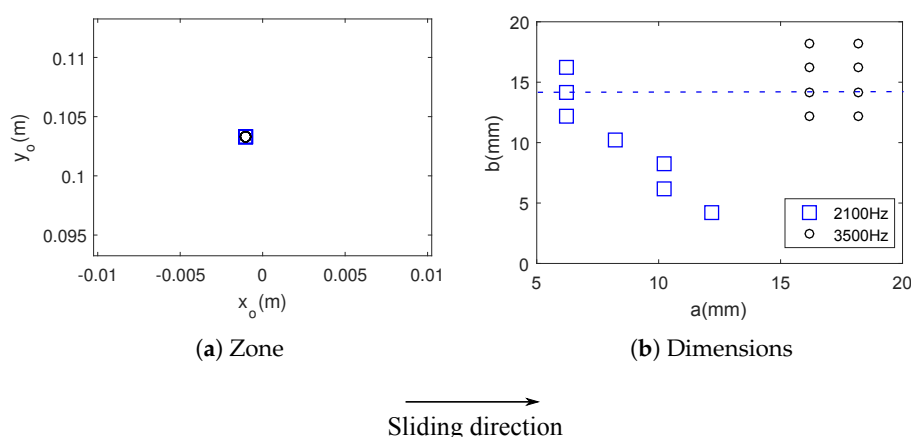 0.11
0.105
0.1
0.095
y_o(m)
-0.01 -0.005 0 0.005 0.01
x_o(m)
(a) Zone
20
15
10
5
0
b(mm)
2100Hz
3500Hz
5 10 15 20
a(mm)
(b) Dimensions
Sliding direction